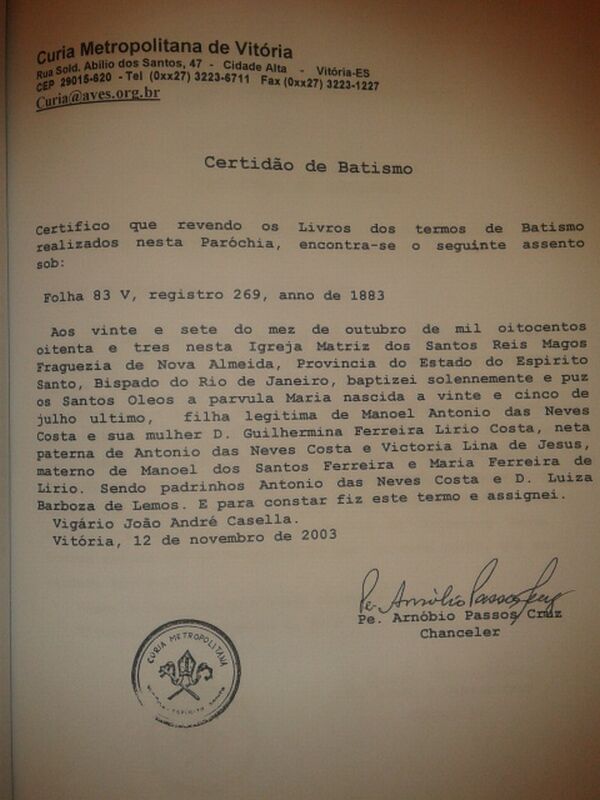 Curia Metropolitana de Vitória
Rua Sold. Abílio dos Santos, 47 - Cidade Alta - Vitória-ES
CEP 29015-620 - Tel (0xx27) 3223-6711 Fax (0xx27) 3223-1227
Curia@aves.org.br
Certidão de Batismo
Certifico que revendo os Livros dos termos de Batismo
realizados nesta Paróchia, encontra-se o seguinte assento
sob:
Folha 83 V, registro 269, anno de 1883
Aos vinte e sete do mez de outubro de mil oitocentos
oitenta e tres nesta Igreja Matriz dos Santos Reis Magos
Fraguezia de Nova Almeida, Provincia do Estado do Espirito
Santo, Bispado do Rio de Janeiro, baptizei solennemente e puz
os Santos Oleos a parvula Maria nascida a vinte e cinco de
julho ultimo, filha legitima de Manoel Antonio das Neves
Costa e sua mulher D. Guilhermina Ferreira Lirio Costa, neta
paterna de Antonio das Neves Costa e Victoria Lina de Jesus,
materno de Manoel dos Santos Ferreira e Maria Ferreira de
Lirio. Sendo padrinhos Antonio das Neves Costa e D. Luiza
Barboza de Lemos. E para constar fiz este termo e assignei.
Vigário João André Casella.
Vitória, 12 de novembro de 2003
Pe. Arnóbio Passos Cruz
Pe. Arnóbio Passos Cruz
Chanceler
CURIA METROPOLITANA